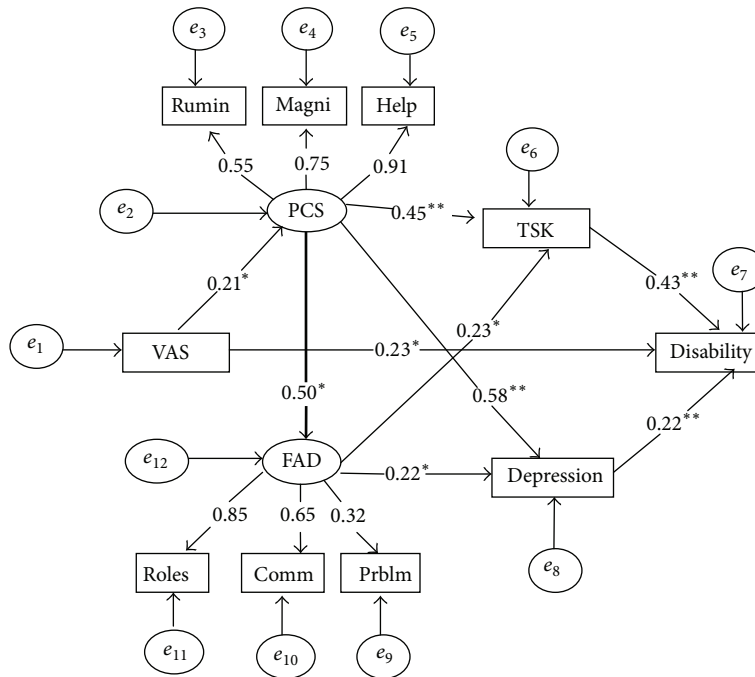 e3
e4
e5
Rumin
Magni
Help
e6
0.55
0.75
0.91
e2
PCS
0.45**
TSK
e7
0.21*
0.43**
e1
VAS
0.23*
0.23*
Disability
0.50*
0.58**
0.22**
e12
FAD
0.22*
Depression
0.85
0.65
0.32
Roles
Comm
Prblm
e8
e11
e10
e9